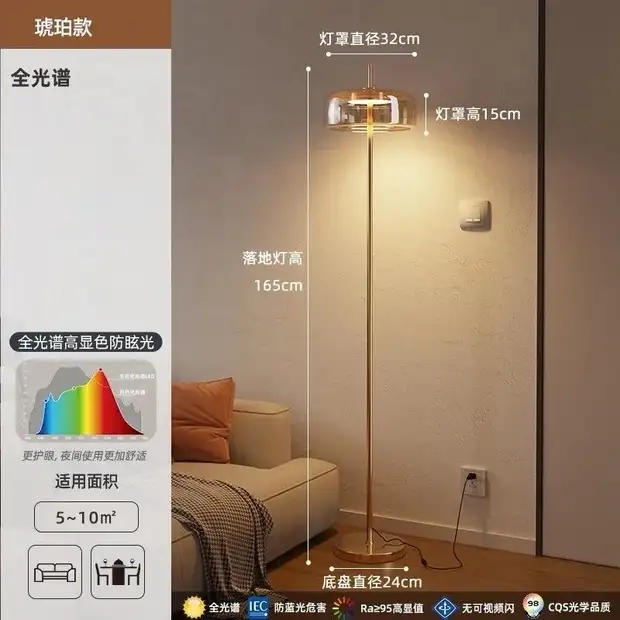 琥珀款
全光谱
灯罩直径32cm
灯罩高15cm
落地灯高
165cm
全光谱高显色防眩光
更护眼,夜间使用更加舒适
适用面积
5~10㎡
底盘直径24cm
全光谱
IEC 防蓝光危害
Ra≥95高显值
无可视频闪
98 CQS光学品质